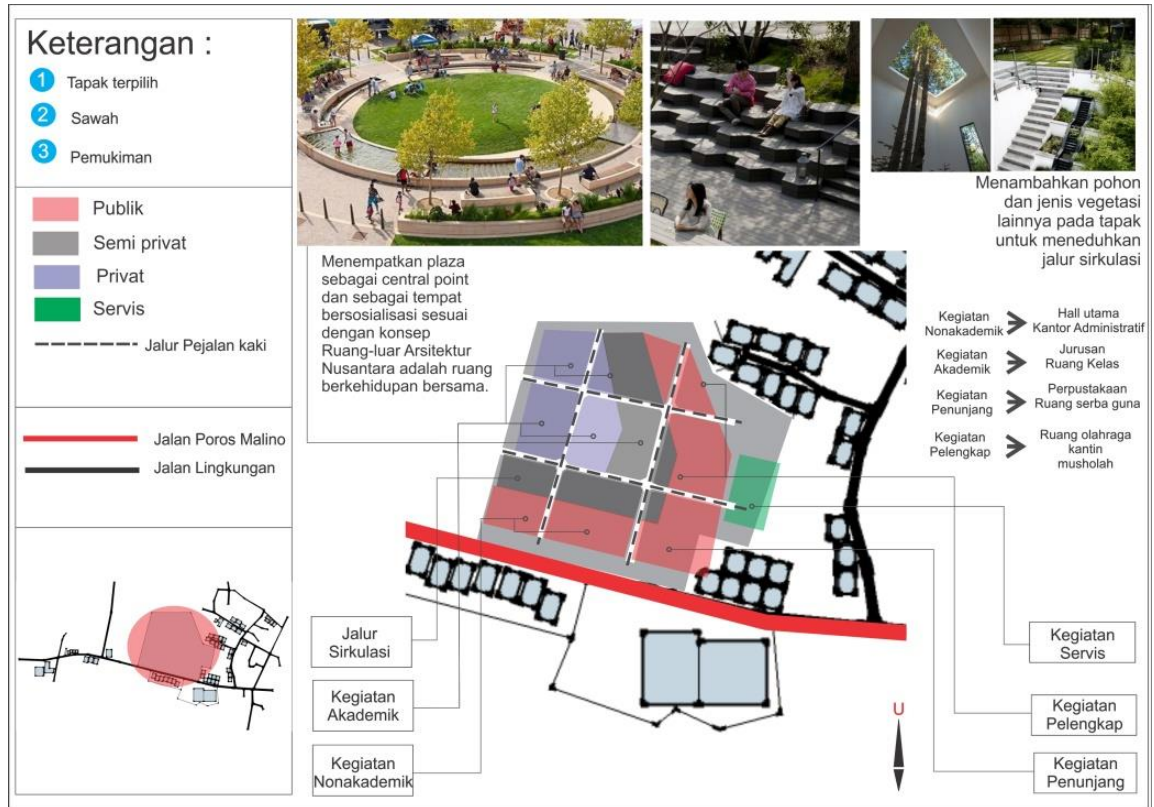 Keterangan :
1 Tapak terpilih
2 Sawah
3 Pemukiman
Publik
Semi privat
Privat
Servis
Jalur Pejalan kaki
Jalan Poros Malino
Jalan Lingkungan
Menempatkan plaza
sebagai central point
dan sebagai tempat
bersosialisasi sesuai
dengan konsep
Ruang-luar Arsitektur
Nusantara adalah ruang
berkehidupan bersama.
Menambahkan pohon
dan jenis vegetasi
lainnya pada tapak
untuk meneduhkan
jalur sirkulasi
Kegiatan
Nonakademik
Hall utama
Kantor Administratif
Kegiatan
Akademik
Jurusan
Ruang Kelas
Kegiatan
Penunjang
Perpustakaan
Ruang serba guna
Kegiatan
Pelengkap
Ruang olahraga
kantin
musholah
Jalur
Sirkulasi
Kegiatan
Akademik
Kegiatan
Nonakademik
U
Kegiatan
Servis
Kegiatan
Pelengkap
Kegiatan
Penunjang